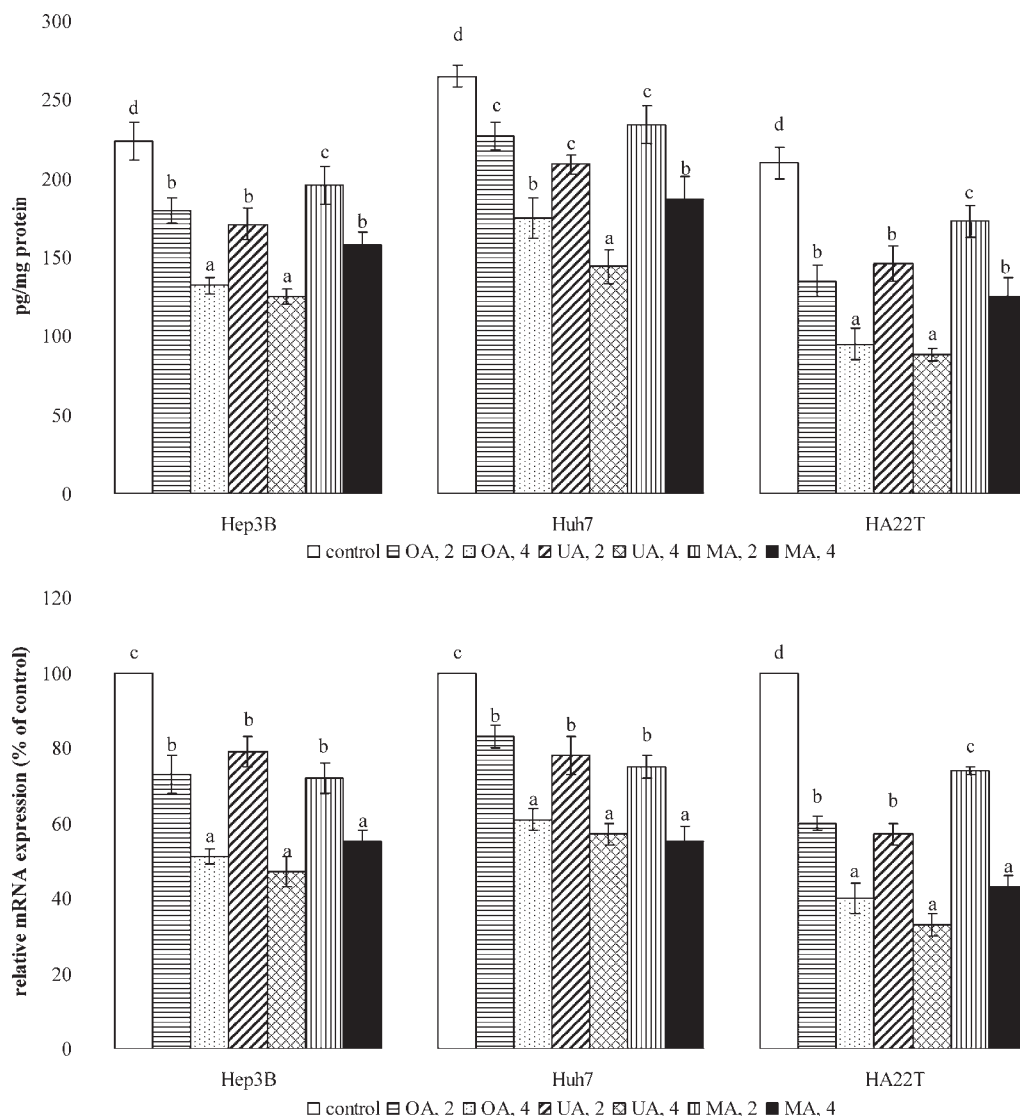 300
250
200
150
100
50
0
pg/mg protein
d b a b a c b
d c b c a c b
d b a b a c b
Hep3B Huh7 HA22T
control OA, 2 OA, 4 UA, 2 UA, 4 MA, 2 MA, 4
120
100
80
60
40
20
0
relative mRNA expression (% of control)
c b a b a b a
c b a b a b a
d b a b a c a
Hep3B Huh7 HA22T
control OA, 2 OA, 4 UA, 2 UA, 4 MA, 2 MA, 4